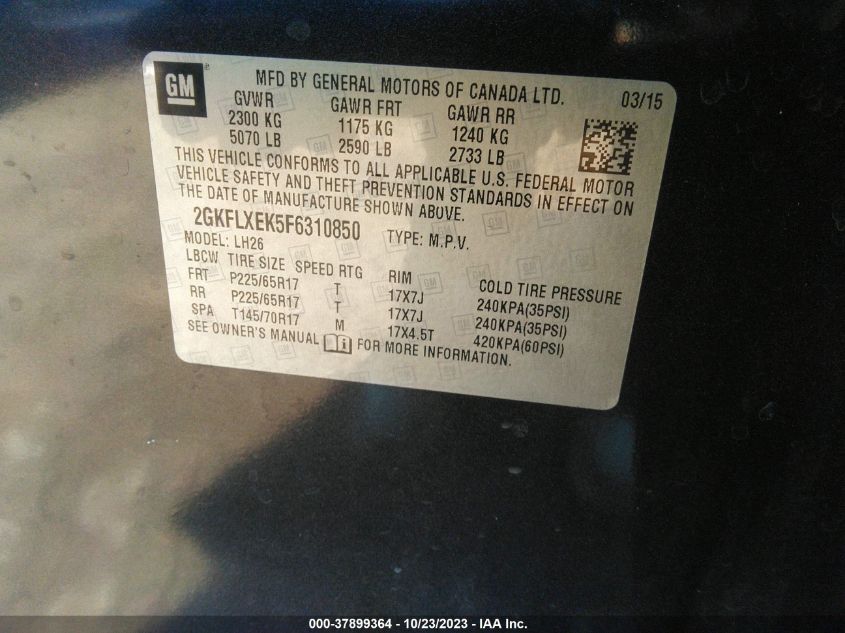 GM
MFD BY GENERAL MOTORS OF CANADA LTD. 03/15
GVWR GAWR FRT GAWR RR
2300 KG 1175 KG 1240 KG
5070 LB 2590 LB 2733 LB
THIS VEHICLE CONFORMS TO ALL APPLICABLE U.S. FEDERAL MOTOR
VEHICLE SAFETY AND THEFT PREVENTION STANDARDS IN EFFECT ON
THE DATE OF MANUFACTURE SHOWN ABOVE.
2GKFLXEK5F6310850 TYPE: M.P.V.
MODEL: LH26
LBCW TIRE SIZE SPEED RTG RIM COLD TIRE PRESSURE
FRT P225/65R17 T 17X7J 240KPA(35PSI)
RR P225/65R17 T 17X7J 240KPA(35PSI)
SPA T145/70R17 M 17X4.5T 420KPA(60PSI)
SEE OWNER'S MANUAL FOR MORE INFORMATION.
000-37899364 / 10/23/2023 - IAA Inc.